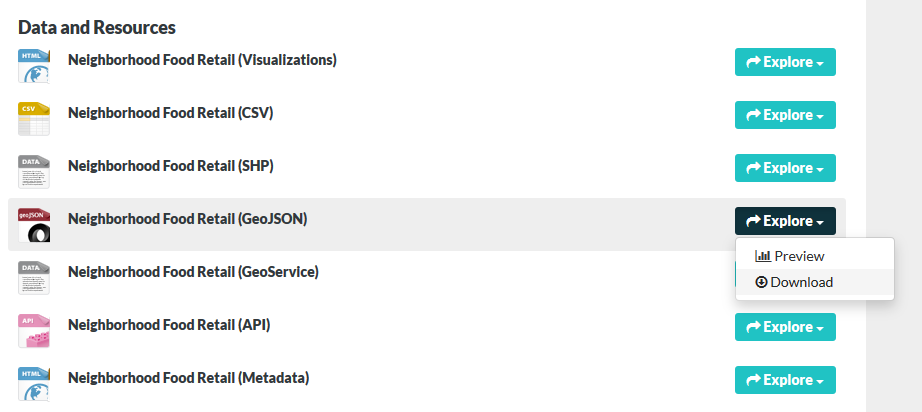 Data and Resources
HTML Neighborhood Food Retail (Visualizations) Explore
CSV Neighborhood Food Retail (CSV) Explore
DATA Neighborhood Food Retail (SHP) Explore
geoJSON Neighborhood Food Retail (GeoJSON) Explore
Preview
DATA Neighborhood Food Retail (GeoService)
Download
API Neighborhood Food Retail (API) Explore
HTML Neighborhood Food Retail (Metadata) Explore